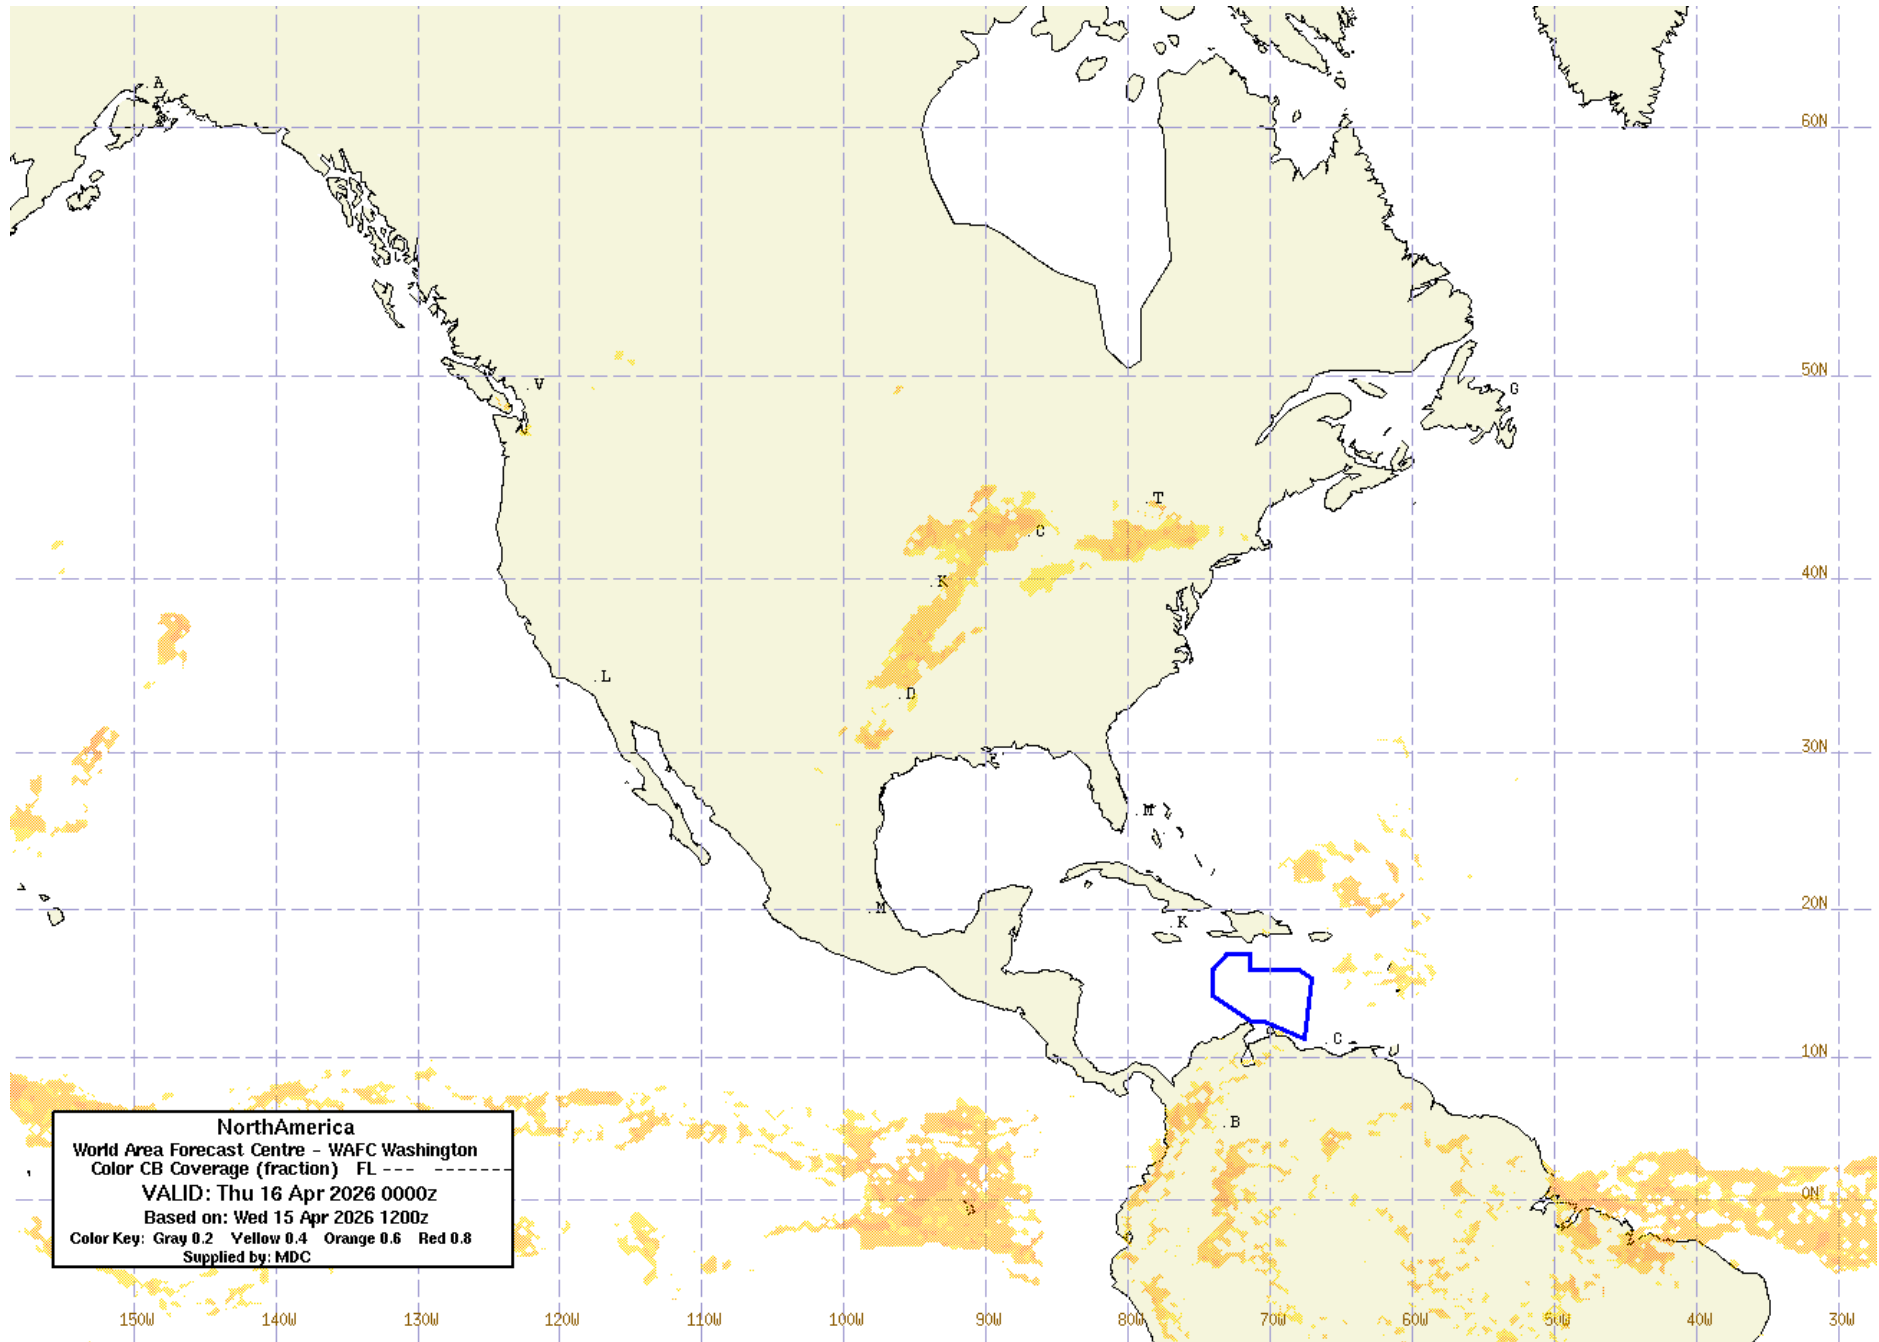 .A
60N
50N
.V
G
.T
.C
40N
.K
.L
.D
30N
.M
20N
.M
.K
.C
10N
.B
0N
NorthAmerica
World Area Forecast Centre - WAFC Washington
Color CB Coverage (fraction) FL --- -------
VALID: Thu 16 Apr 2026 0000z
Based on: Wed 15 Apr 2026 1200z
Color Key: Gray 0.2 Yellow 0.4 Orange 0.6 Red 0.8
Supplied by: MDC
150W 140W 130W 120W 110W 100W 90W 80W 70W 60W 50W 40W 30W